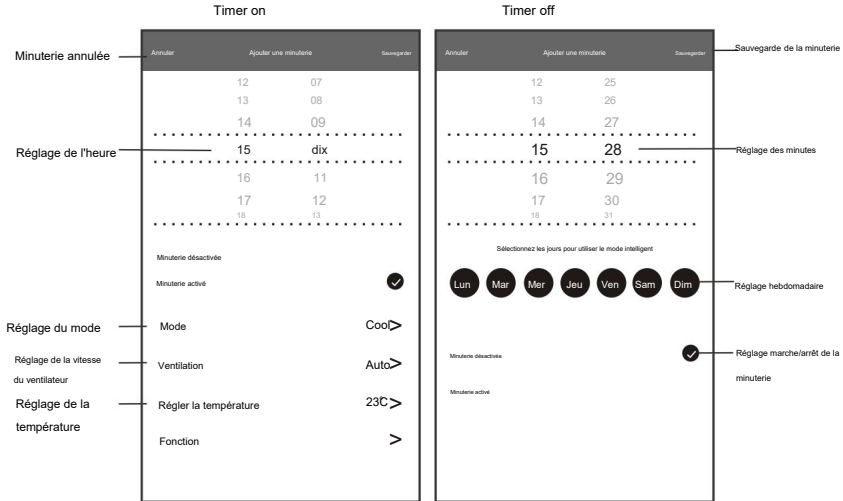 Timer on
Timer off
Minuterie annulée
Annuler Ajouter une minuterie Sauvegarder
12 07
13 08
14 09
Réglage de l'heure
15 dix
16 11
17 12
18 13
Minuterie désactivée
Minuterie activé
Réglage du mode
Mode Cool>
Réglage de la vitesse
du ventilateur
Ventilation Auto>
Réglage de la
température
Régler la température 23℃>
Fonction >
Annuler Ajouter une minuterie Sauvegarder
Sauvegarde de la minuterie
12 25
13 26
14 27
15 28
Réglage des minutes
16 29
17 30
18 31
Sélectionnez les jours pour utiliser le mode intelligent
Lun Mar Mer Jeu Ven Sam Dim
Réglage hebdomadaire
Minuterie désactivée
Réglage marche/arrêt de la
minuterie
Minuterie activé